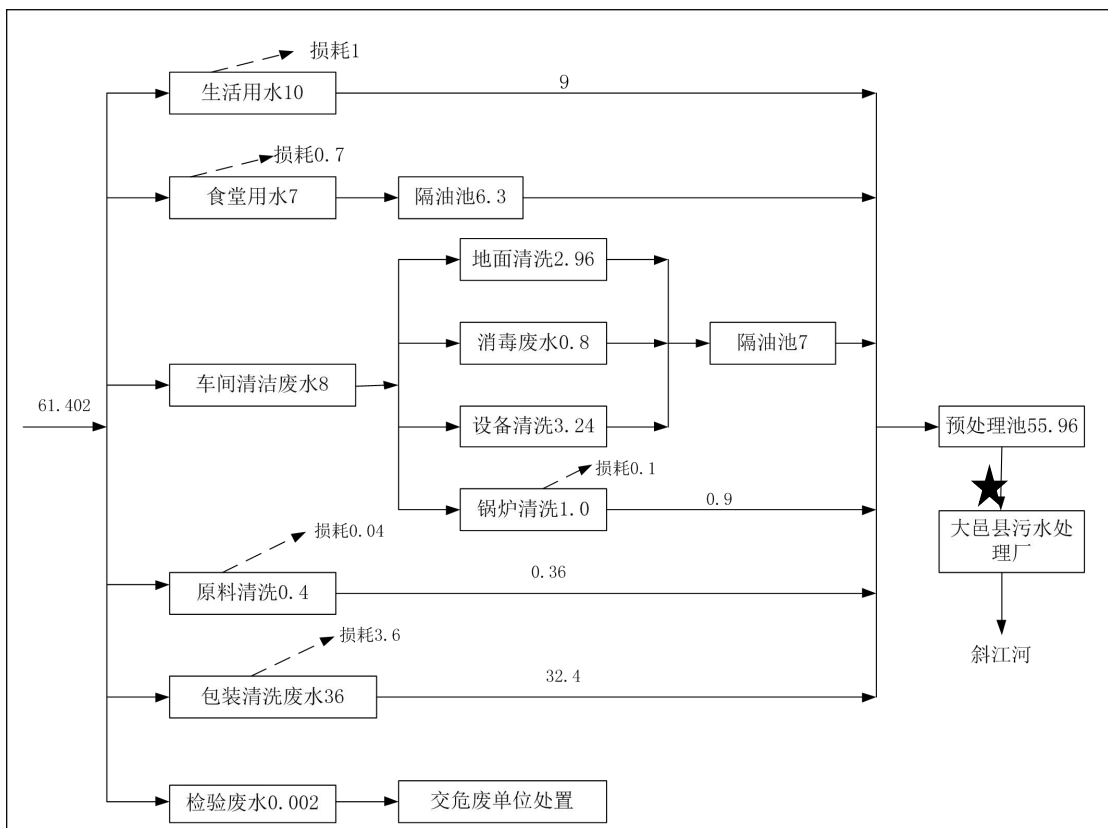 损耗1
生活用水10
9
损耗0.7
食堂用水7
隔油池6.3
地面清洗2.96
消毒废水0.8
隔油池7
车间清洁废水8
61.402
设备清洗3.24
预处理池55.96
损耗0.1
锅炉清洗1.0
0.9
大邑县污水处
理厂
损耗0.04
原料清洗0.4
0.36
损耗3.6
斜江河
包装清洗废水36
32.4
检验废水0.002
交危废单位处置